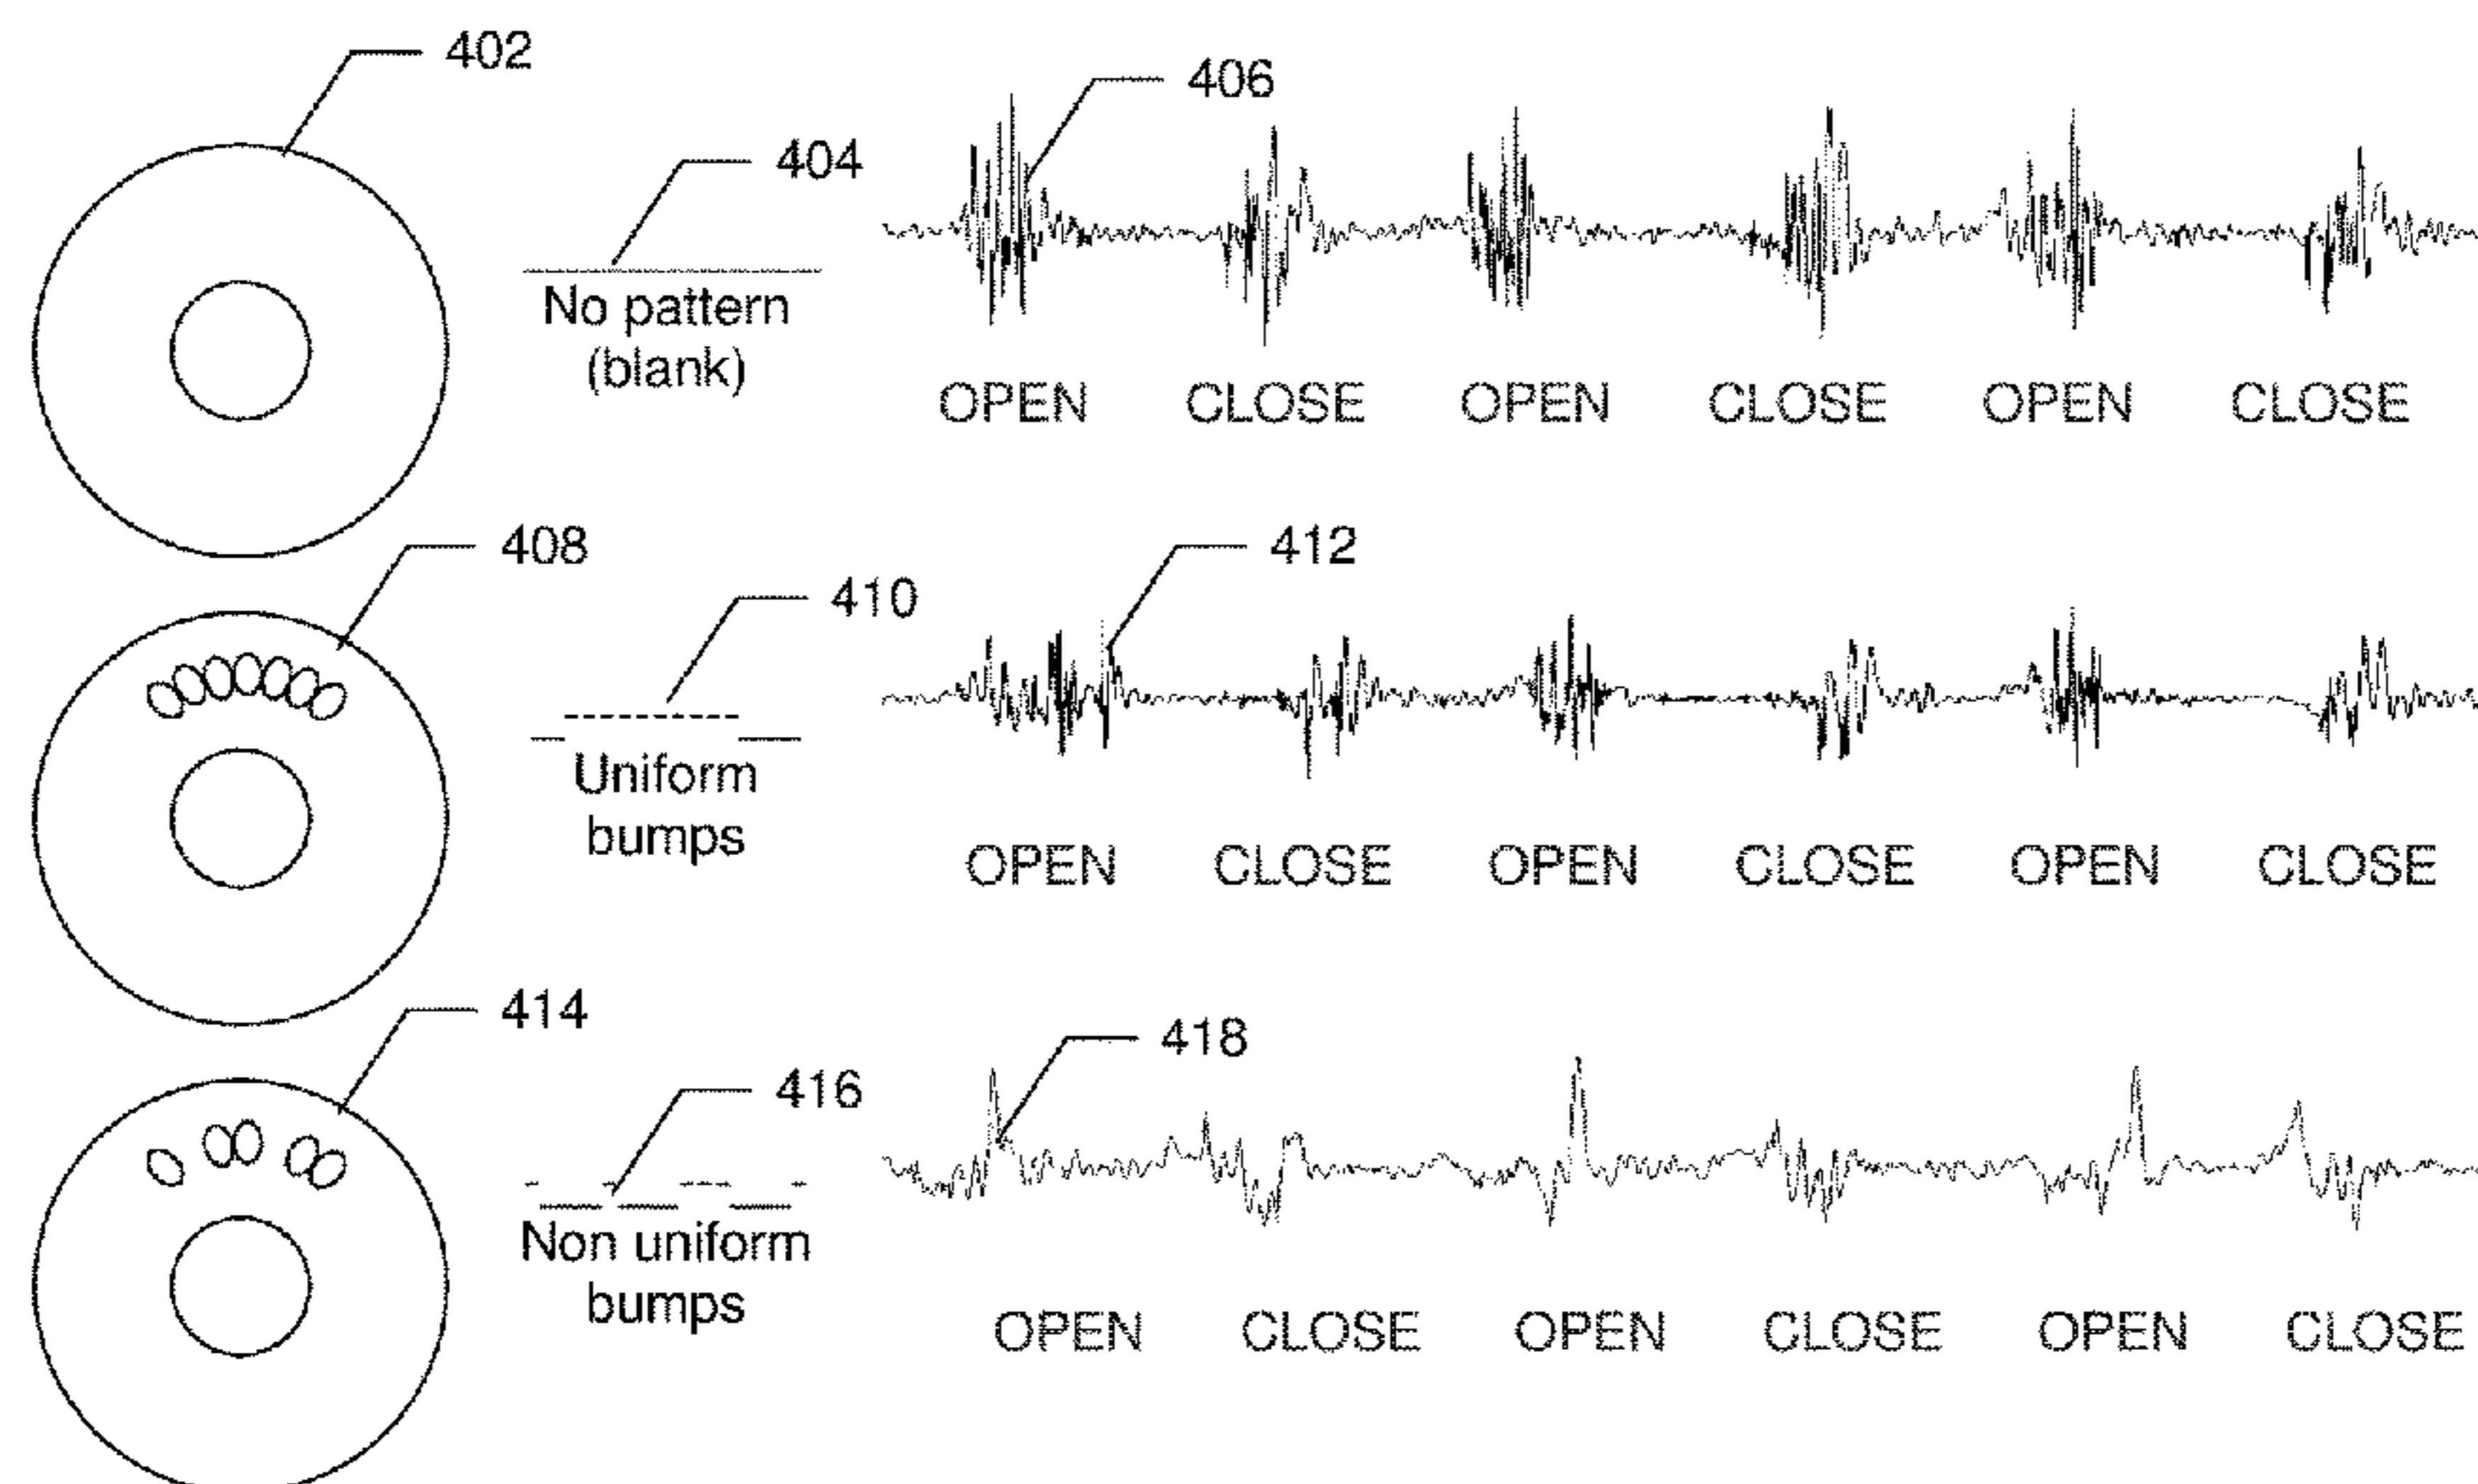 402
406
404
No pattern
(blank)
OPEN CLOSE OPEN CLOSE OPEN CLOSE
408
412
410
Uniform
bumps
OPEN CLOSE OPEN CLOSE OPEN CLOSE
414
418
416
Non uniform
bumps
OPEN CLOSE OPEN CLOSE OPEN CLOSE